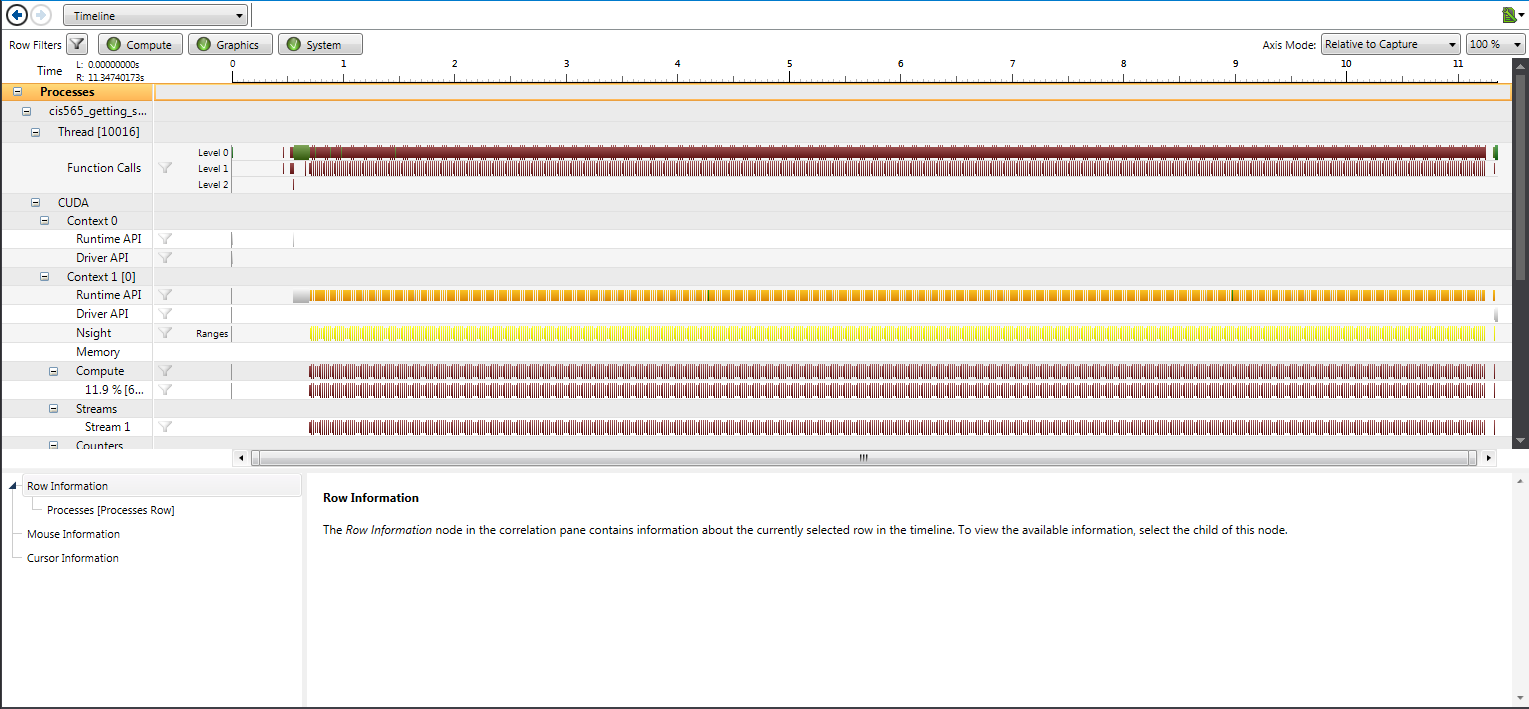 Timeline
Row Filters Compute Graphics System Axis Mode: Relative to Capture 100 %
Time L: 0.00000000s
R: 11.34740173s
0 1 2 3 4 5 6 7 8 9 10 11
Processes
cis565_getting_s...
Thread [10016]
Function Calls
Level 0
Level 1
Level 2
CUDA
Context 0
Runtime API
Driver API
Context 1 [0]
Runtime API
Driver API
Nsight Ranges
Memory
Compute
11.9 % [6...
Streams
Stream 1
Counters
Row Information
Processes [Processes Row]
Mouse Information
Cursor Information
Row Information
The Row Information node in the correlation pane contains information about the currently selected row in the timeline. To view the available information, select the child of this node.